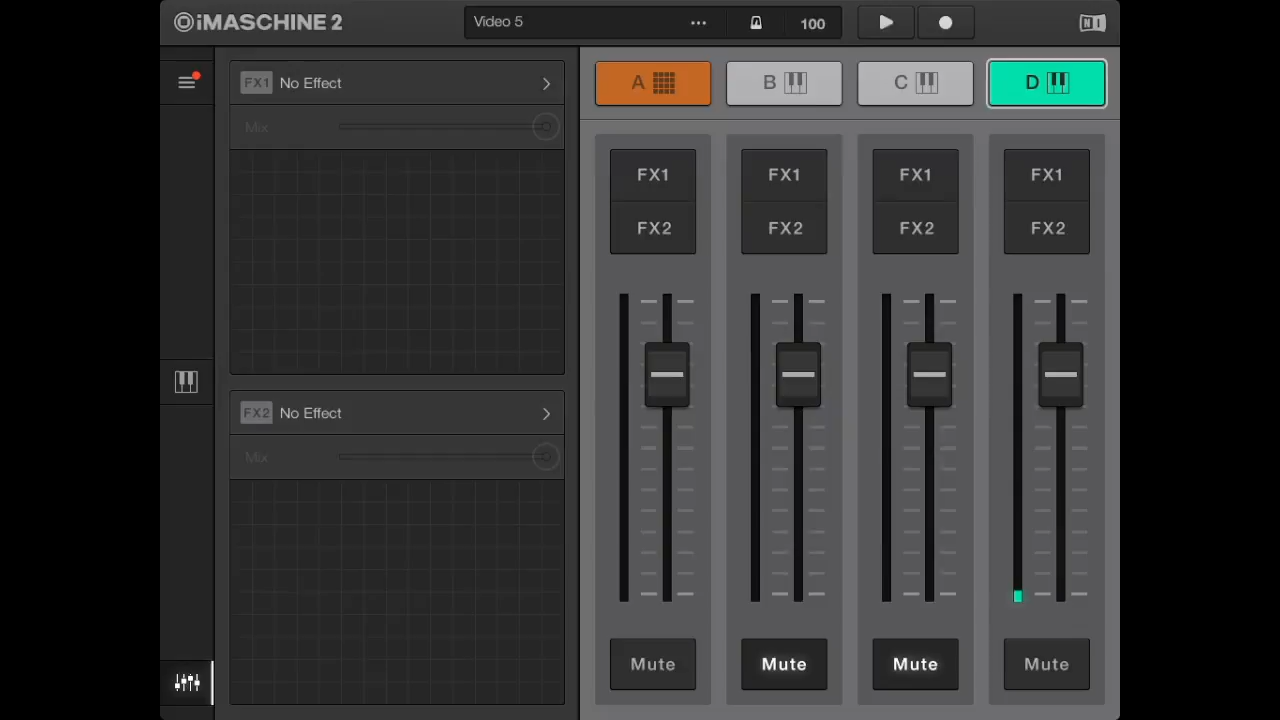 iMASCHINE 2
Video 5 ... 100
NI
FX1 No Effect
Mix
FX2 No Effect
Mix
A B C D
FX1 FX1 FX1 FX1
FX2 FX2 FX2 FX2
Mute Mute Mute Mute